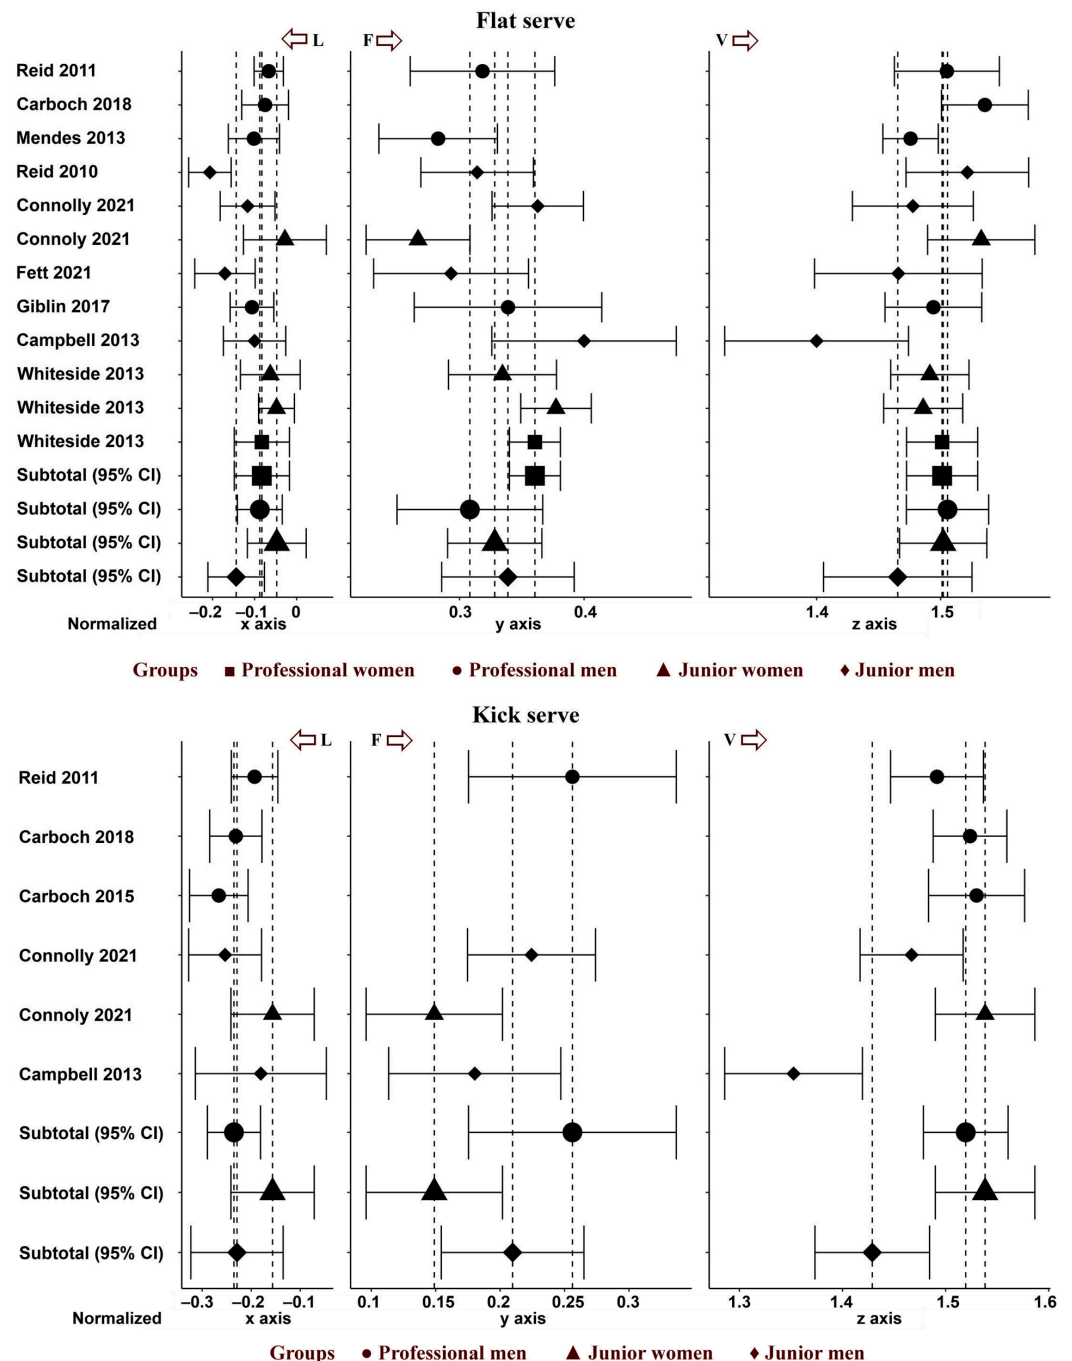 Flat serve
L F V
Reid 2011
Carboch 2018
Mendes 2013
Reid 2010
Connolly 2021
Connoly 2021
Fett 2021
Giblin 2017
Campbell 2013
Whiteside 2013
Whiteside 2013
Whiteside 2013
Subtotal (95% CI)
Subtotal (95% CI)
Subtotal (95% CI)
Subtotal (95% CI)
–0.2 –0.1 0 0.3 0.4 1.4 1.5
Normalized x axis y axis z axis
Groups Professional women Professional men Junior women Junior men
Kick serve
L F V
Reid 2011
Carboch 2018
Carboch 2015
Connolly 2021
Connoly 2021
Campbell 2013
Subtotal (95% CI)
Subtotal (95% CI)
Subtotal (95% CI)
–0.3 –0.2 –0.1 0.1 0.15 0.2 0.25 0.3 1.3 1.4 1.5 1.6
Normalized x axis y axis z axis
Groups Professional men Junior women Junior men